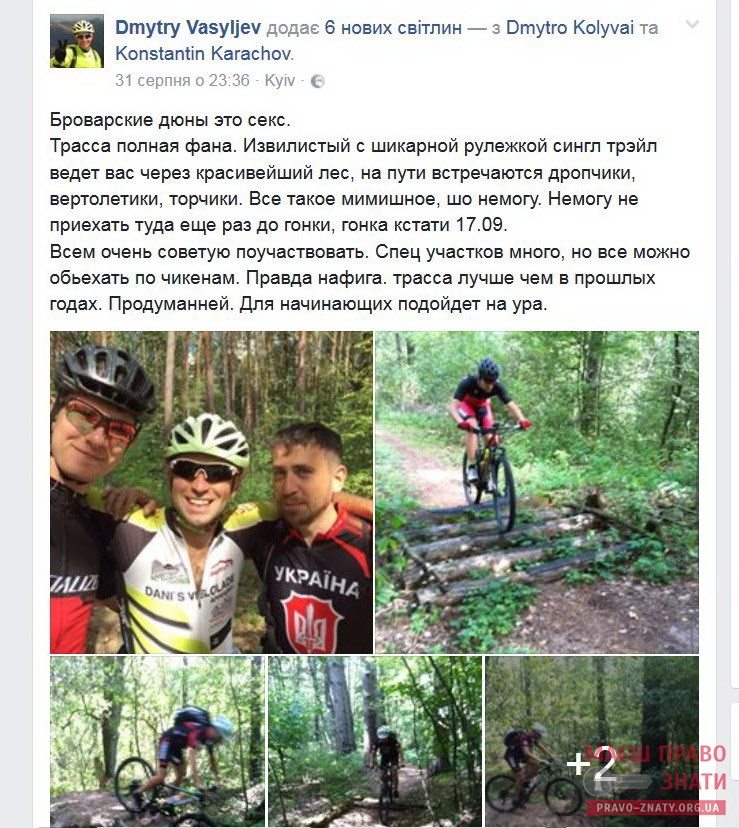 Dmytry Vasyljev додає 6 нових світлин — з Dmytro Kolyvai та
Konstantin Karachov.
31 серпня о 23:36 · Kyiv ·
Броварские дюны это секс.
Трасса полная фана. Извилистый с шикарной рулежкой сингл трэйл
ведет вас через красивейший лес, на пути встречаются дропчики,
вертолетики, торчики. Все такое мимишное, шо немогу. Немогу не
приехать туда еще раз до гонки, гонка кстати 17.09.
Всем очень советую поучаствовать. Спец участков много, но все можно
обьехать по чикенам. Правда нафига. трасса лучше чем в прошлых
годах. Продуманней. Для начинающих подойдет на ура.
DANI'S VELOLADEN
УКРАЇНА
+2
МАЄШ ПРАВО
ЗНАТИ
PRAVO-ZNATY.ORG.UA